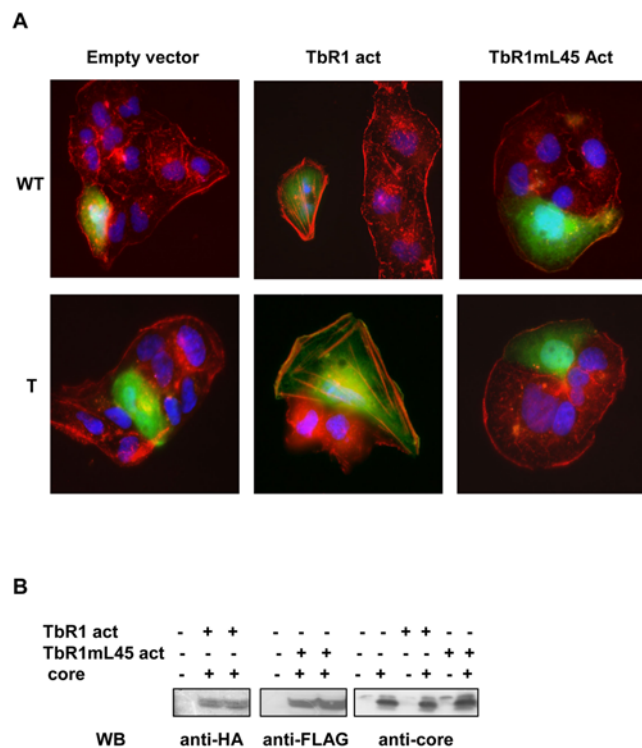 A
Empty vector TbR1 act TbR1mL45 Act
WT
T
B
TbR1 act - + + - - - - - + + - -
TbR1mL45 act - - - - + + - - - - + +
core - + + - + + - + - + - +
WB anti-HA anti-FLAG anti-core